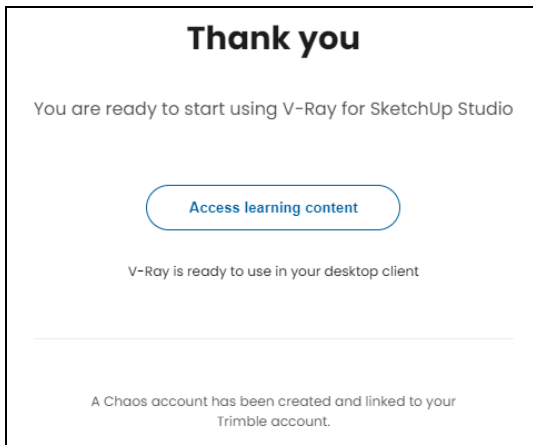 Thank you
You are ready to start using V-Ray for SketchUp Studio
Access learning content
V-Ray is ready to use in your desktop client
A Chaos account has been created and linked to your
Trimble account.